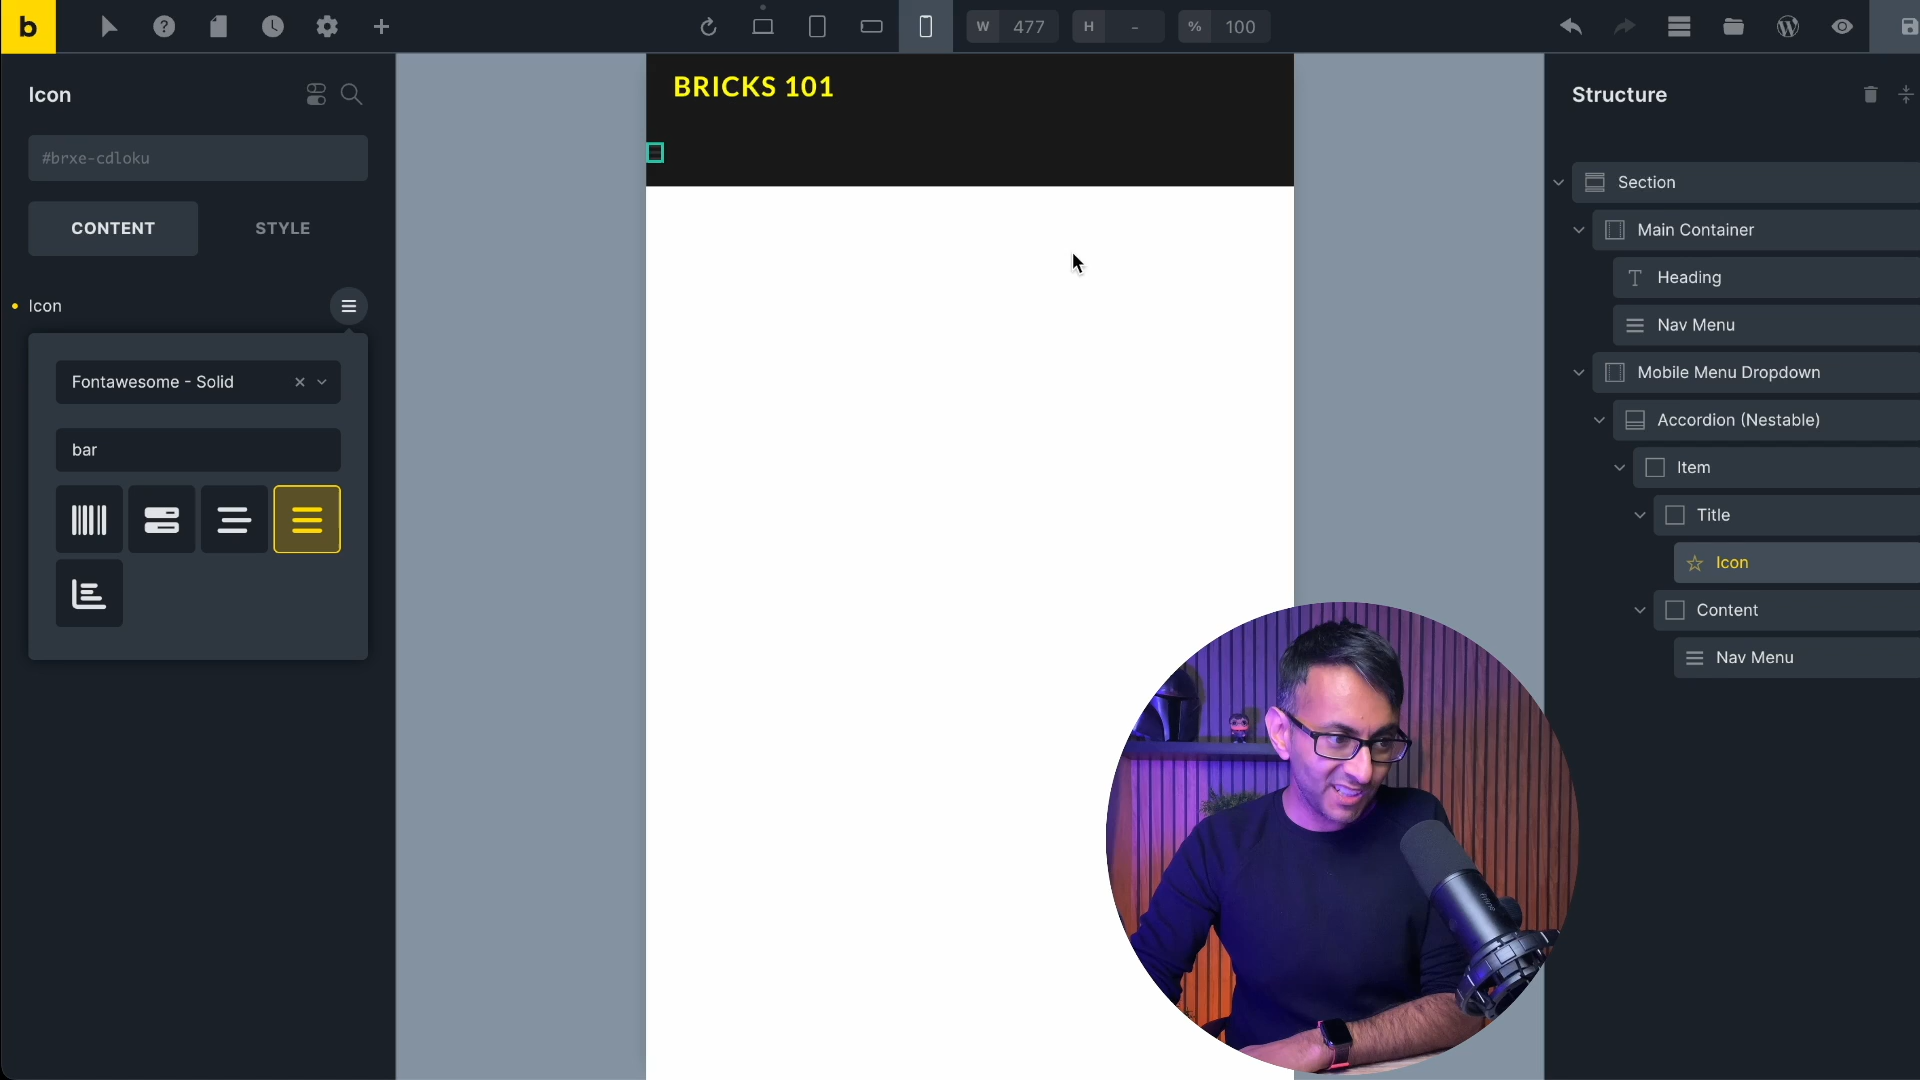 b
W 477
H -
% 100
Icon
#brxe-cdloku
CONTENT
STYLE
Icon
Fontawesome - Solid
bar
BRICKS 101
Structure
Section
Main Container
Heading
Nav Menu
Mobile Menu Dropdown
Accordion (Nestable)
Item
Title
Icon
Content
Nav Menu